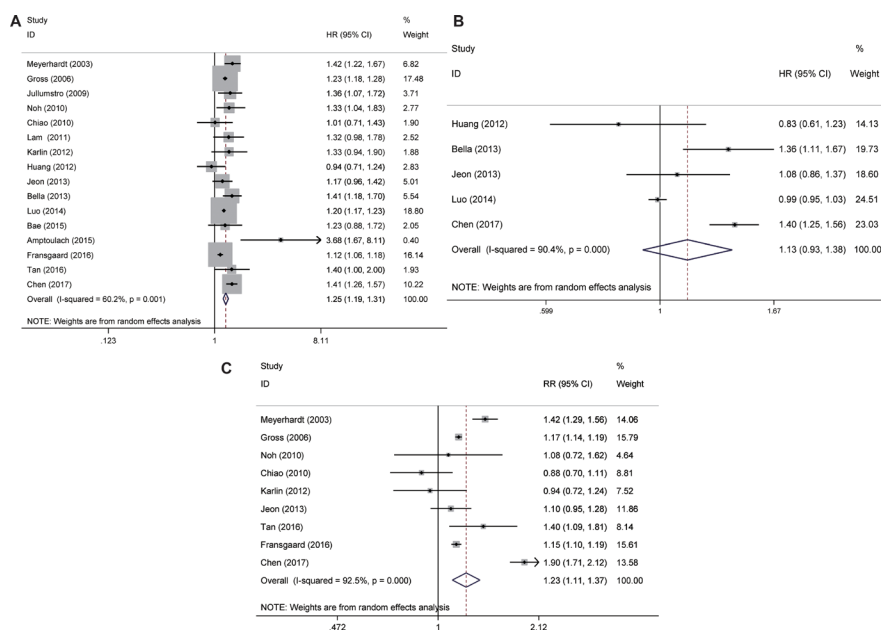 A
Study %
ID HR (95% CI) Weight
Meyerhardt (2003) 1.42 (1.22, 1.67) 6.82
Gross (2006) 1.23 (1.18, 1.28) 17.48
Jullumstro (2009) 1.36 (1.07, 1.72) 3.71
Noh (2010) 1.33 (1.04, 1.83) 2.77
Chiao (2010) 1.01 (0.71, 1.43) 1.90
Lam (2011) 1.32 (0.98, 1.78) 2.52
Karlin (2012) 1.33 (0.94, 1.90) 1.88
Huang (2012) 0.94 (0.71, 1.24) 2.83
Jeon (2013) 1.17 (0.96, 1.42) 5.01
Bella (2013) 1.41 (1.18, 1.70) 5.54
Luo (2014) 1.20 (1.17, 1.23) 18.80
Bae (2015) 1.23 (0.88, 1.72) 2.05
Amptoulach (2015) 3.68 (1.67, 8.11) 0.40
Fransgaard (2016) 1.12 (1.06, 1.18) 16.14
Tan (2016) 1.40 (1.00, 2.00) 1.93
Chen (2017) 1.41 (1.26, 1.57) 10.22
Overall (I-squared = 60.2%, p = 0.001) 1.25 (1.19, 1.31) 100.00
NOTE: Weights are from random effects analysis
.123 1 8.11
B
Study %
ID HR (95% CI) Weight
Huang (2012) 0.83 (0.61, 1.23) 14.13
Bella (2013) 1.36 (1.11, 1.67) 19.73
Jeon (2013) 1.08 (0.86, 1.37) 18.60
Luo (2014) 0.99 (0.95, 1.03) 24.51
Chen (2017) 1.40 (1.25, 1.56) 23.03
Overall (I-squared = 90.4%, p = 0.000) 1.13 (0.93, 1.38) 100.00
NOTE: Weights are from random effects analysis
.599 1 1.67
C
Study %
ID RR (95% CI) Weight
Meyerhardt (2003) 1.42 (1.29, 1.56) 14.06
Gross (2006) 1.17 (1.14, 1.19) 15.79
Noh (2010) 1.08 (0.72, 1.62) 4.64
Chiao (2010) 0.88 (0.70, 1.11) 8.81
Karlin (2012) 0.94 (0.72, 1.24) 7.52
Jeon (2013) 1.10 (0.95, 1.28) 11.86
Tan (2016) 1.40 (1.09, 1.81) 8.14
Fransgaard (2016) 1.15 (1.10, 1.19) 15.61
Chen (2017) 1.90 (1.71, 2.12) 13.58
Overall (I-squared = 92.5%, p = 0.000) 1.23 (1.11, 1.37) 100.00
NOTE: Weights are from random effects analysis
.472 1 2.12